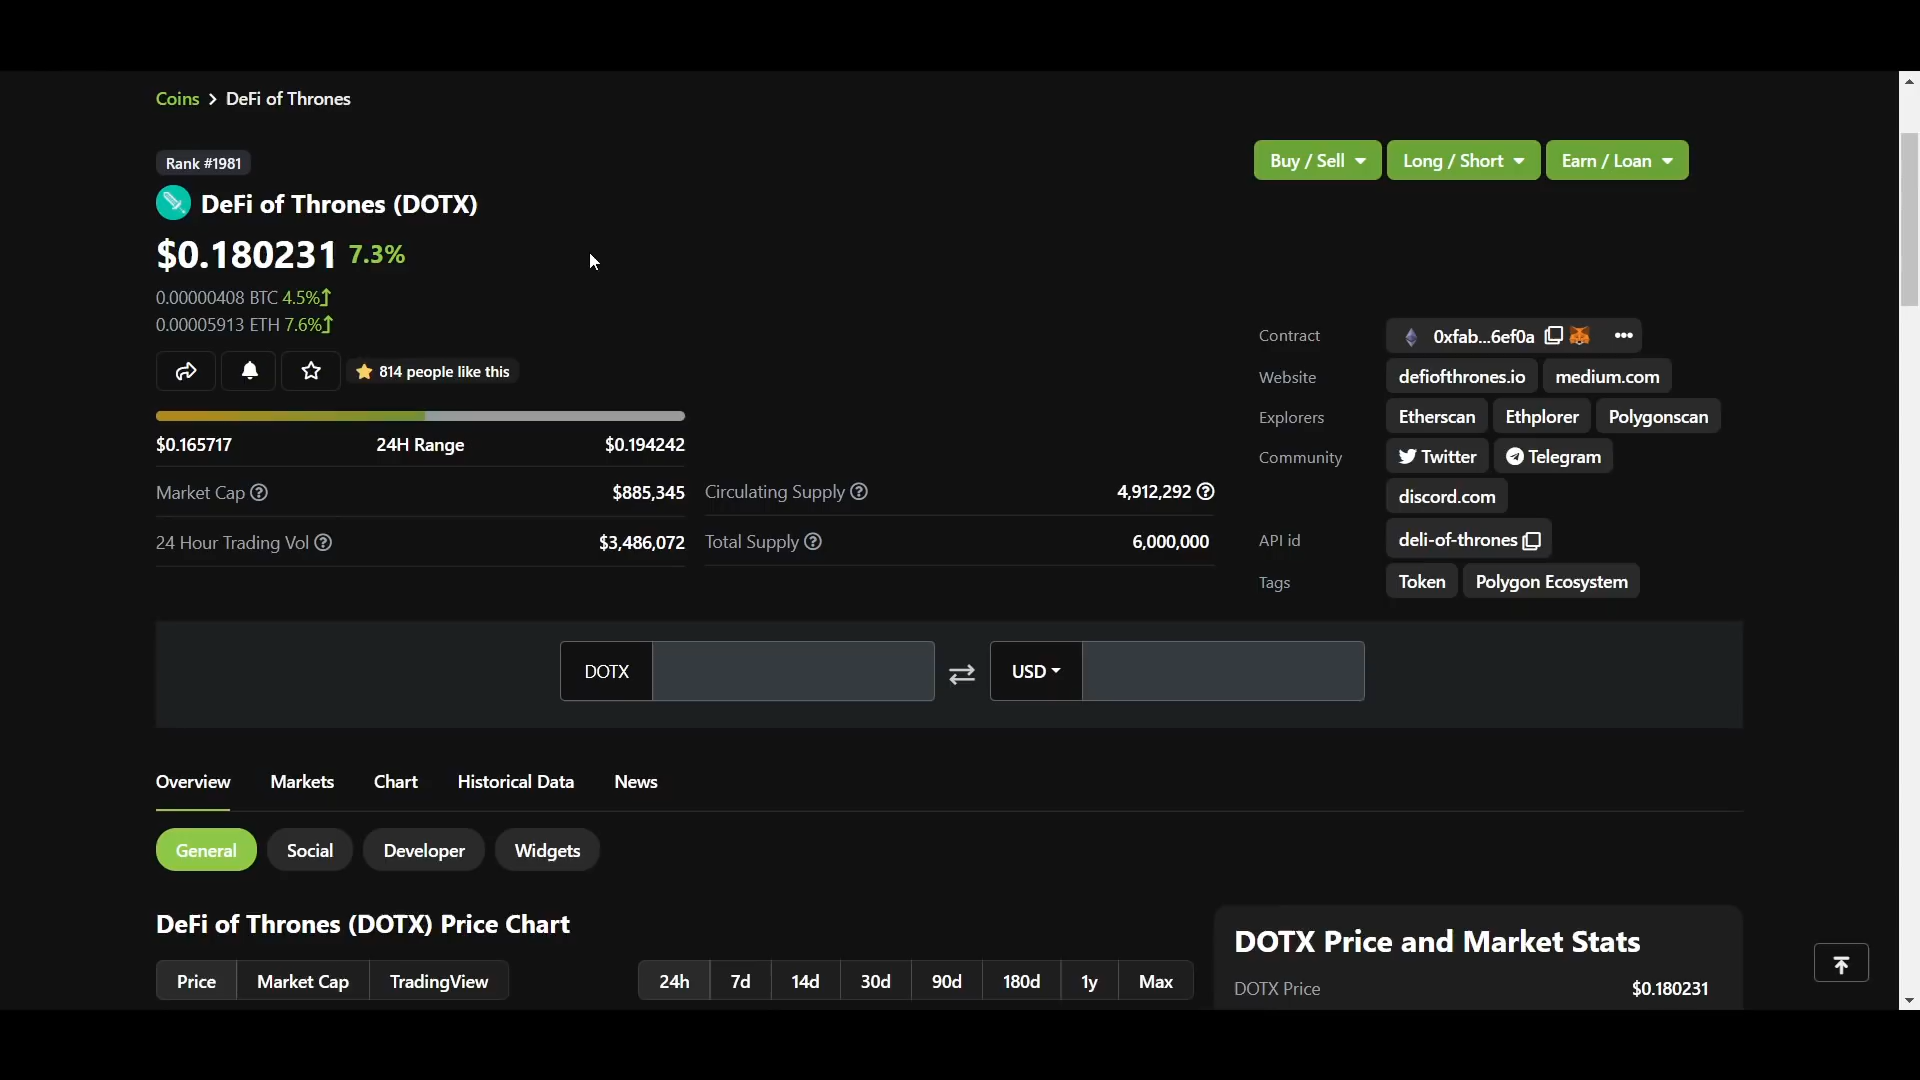 Coins > DeFi of Thrones
Rank #1981
Buy / Sell
Long / Short
Earn / Loan
DeFi of Thrones (DOTX)
$0.180231 7.3%
0.00000408 BTC 4.5%
0.00005913 ETH 7.6%
814 people like this
$0.165717 24H Range $0.194242
Market Cap $885,345
Circulating Supply 4,912,292
24 Hour Trading Vol $3,486,072
Total Supply 6,000,000
Contract 0xfab...6ef0a
Website defiofthrones.io medium.com
Explorers Etherscan Ethplorer Polygonscan
Community Twitter Telegram
discord.com
API id deli-of-thrones
Tags Token Polygon Ecosystem
DOTX USD
Overview Markets Chart Historical Data News
General Social Developer Widgets
DeFi of Thrones (DOTX) Price Chart
Price Market Cap TradingView
24h 7d 14d 30d 90d 180d 1y Max
DOTX Price and Market Stats
DOTX Price $0.180231